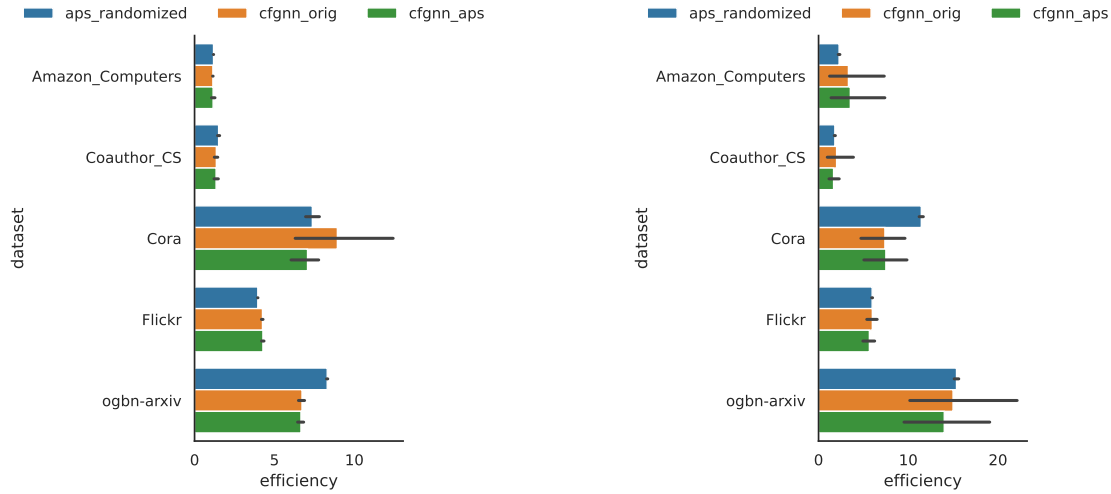 aps_randomized cfgnn_orig cfgnn_aps
Amazon_Computers
Coauthor_CS
Cora
Flickr
ogbn-arxiv
dataset
0 5 10
efficiency
aps_randomized cfgnn_orig cfgnn_aps
Amazon_Computers
Coauthor_CS
Cora
Flickr
ogbn-arxiv
dataset
0 10 20
efficiency